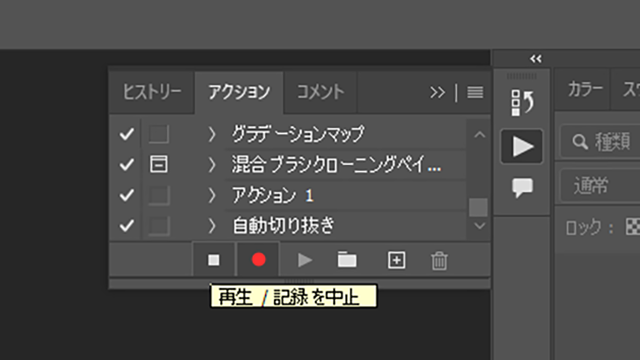 ヒストリー アクション コメント
カラー スウ
グラデーションマップ
種類
混合ブラシクローニングペイ...
アクション 1
通常
自動切り抜き
ロック：
再生 / 記録を中止